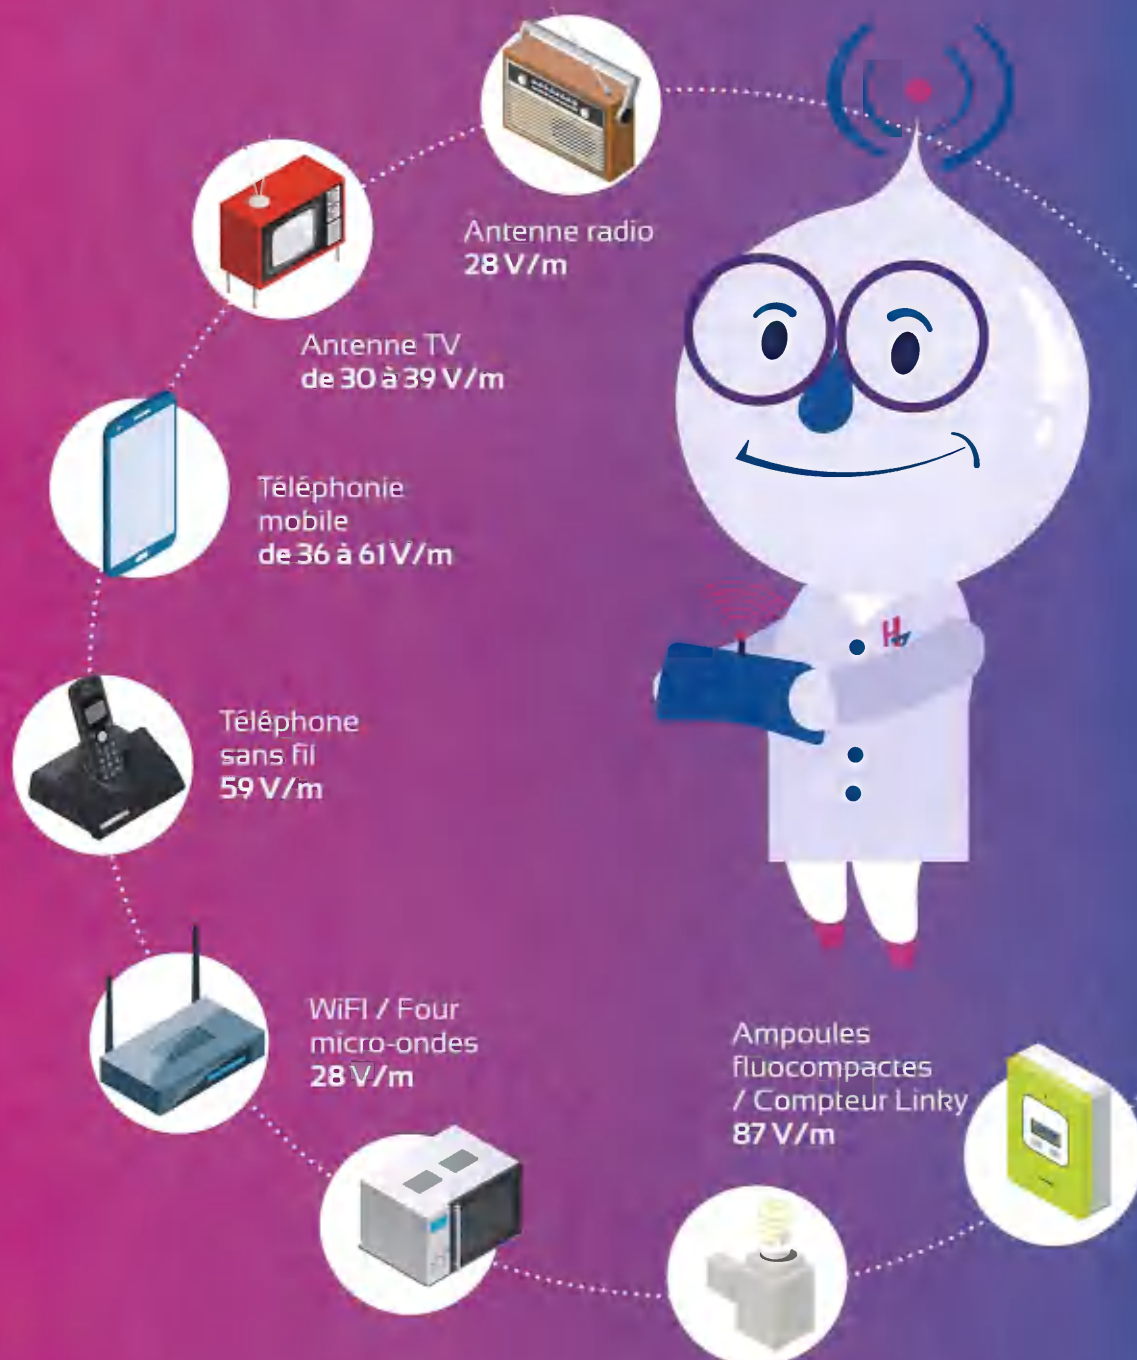 Antenne radio
28 V/m
Antenne TV
de 30 à 39 V/m
Téléphonie
mobile
de 36 à 61 V/m
Téléphone
sans fil
59 V/m
WiFI / Four
micro-ondes
28 V/m
Ampoules
fluocompactes
/ Compteur Linky
87 V/m